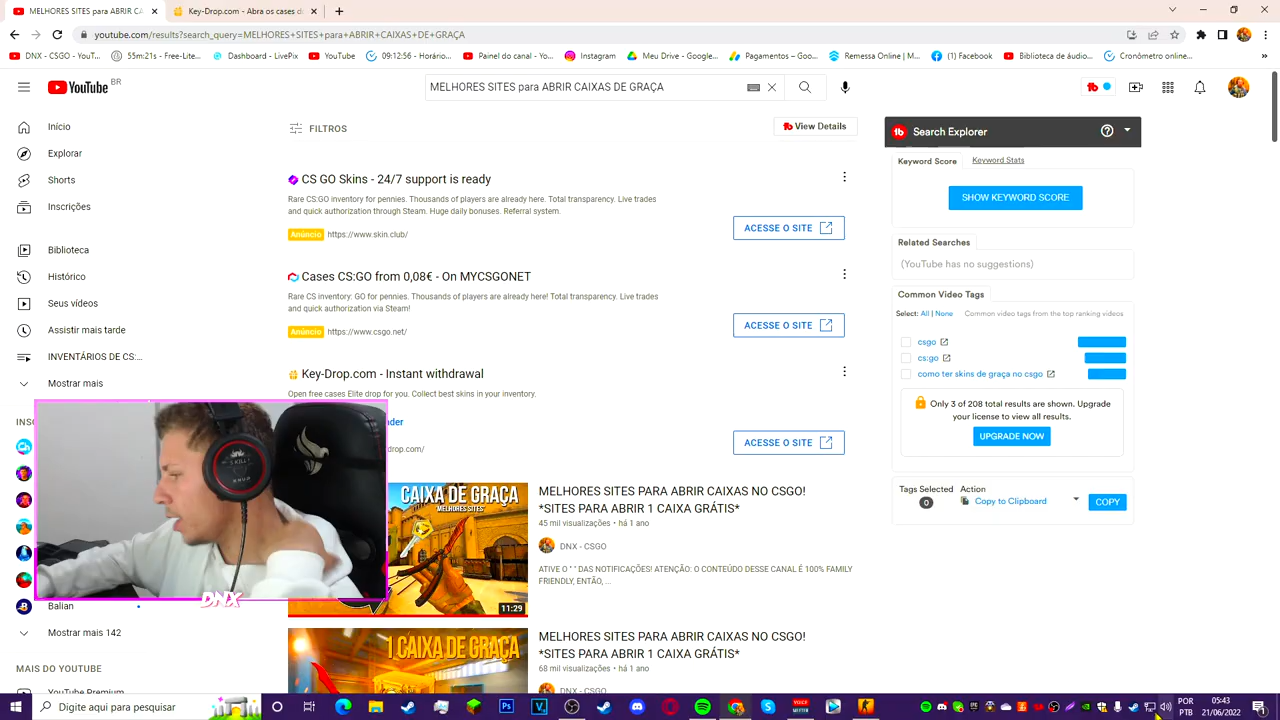 MELHORES SITES para ABRIR CA
Key-Drop.com - Abra os casos de
youtube.com/results?search_query=MELHORES+SITES+para+ABRIR+CAIXAS+DE+GRAÇA
DNX - CSGO - YouT...
55m21s - Free-Lite...
Dashboard - LivePix
YouTube
09:12:56 - Horário...
Painel do canal - Yo...
Instagram
Meu Drive - Google...
Pagamentos – Goo...
Remessa Online | M...
(1) Facebook
Biblioteca de áudio...
Cronômetro online...
YouTube BR
MELHORES SITES para ABRIR CAIXAS DE GRAÇA
Início
Explorar
Shorts
Inscrições
Biblioteca
Histórico
Seus vídeos
Assistir mais tarde
INVENTÁRIOS DE CS:...
Mostrar mais
INSC
Balian
Mostrar mais 142
MAIS DO YOUTUBE
YouTube Premium
FILTROS
View Details
CS GO Skins - 24/7 support is ready
Rare CS:GO inventory for pennies. Thousands of players are already here. Total transparency. Live trades
and quick authorization through Steam. Huge daily bonuses. Referral system.
Anúncio https://www.skin.club/
ACESSE O SITE
Cases CS:GO from 0,08€ - On MYCSGONET
Rare CS inventory: GO for pennies. Thousands of players are already here! Total transparency. Live trades
and quick authorization via Steam!
Anúncio https://www.csgo.net/
ACESSE O SITE
Key-Drop.com - Instant withdrawal
Open free cases Elite drop for you. Collect best skins in your inventory.
nder
drop.com/
ACESSE O SITE
CAIXA DE GRAÇA
"MELHORES SITES"
11:29
MELHORES SITES PARA ABRIR CAIXAS NO CSGO!
*SITES PARA ABRIR 1 CAIXA GRÁTIS*
45 mil visualizações • há 1 ano
DNX - CSGO
ATIVE O " " DAS NOTIFICAÇÕES! ATENÇÃO: O CONTEÚDO DESSE CANAL É 100% FAMILY
FRIENDLY, ENTÃO, ...
1 CAIXA DE GRAÇA
MELHORES SITES PARA ABRIR CAIXAS NO CSGO!
*SITES PARA ABRIR 1 CAIXA GRÁTIS*
68 mil visualizações • há 1 ano
DNX - CSGO
SKILL
DNX
Search Explorer
Keyword Score
Keyword Stats
SHOW KEYWORD SCORE
Related Searches
(YouTube has no suggestions)
Common Video Tags
Select: All | None
Common video tags from the top ranking videos
csgo
cs:go
como ter skins de graça no csgo
Only 3 of 208 total results are shown. Upgrade
your license to view all results.
UPGRADE NOW
Tags Selected
0
Action
Copy to Clipboard
COPY
Digite aqui para pesquisar
POR
PTB
05:43
21/06/2022